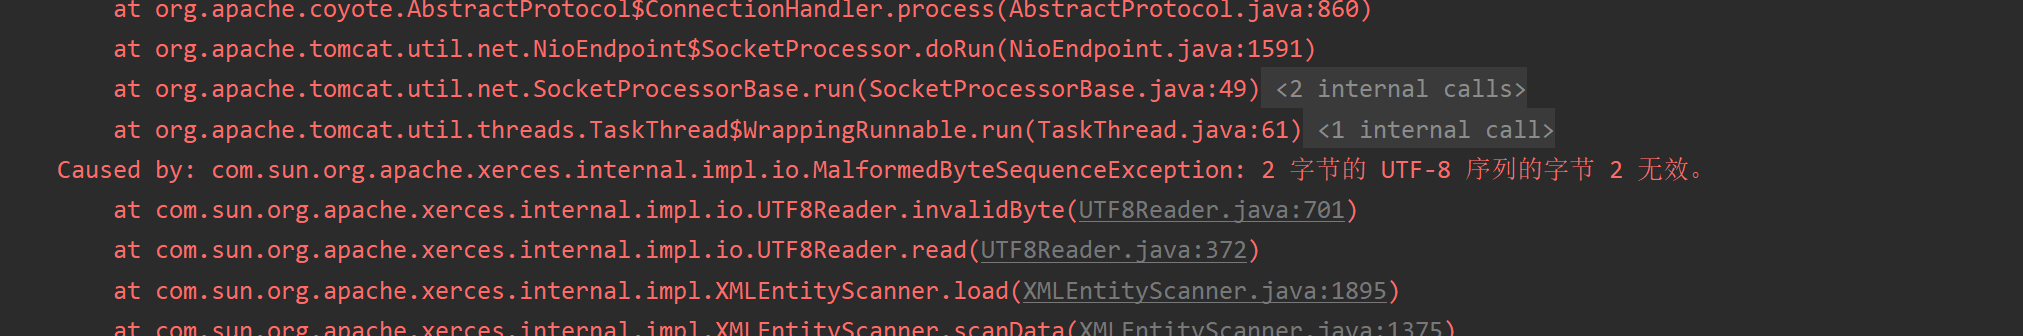 at org.apache.coyote.AbstractProtocol$ConnectionHandler.process(AbstractProtocol.java:860)
at org.apache.tomcat.util.net.NioEndpoint$SocketProcessor.doRun(NioEndpoint.java:1591)
at org.apache.tomcat.util.net.SocketProcessorBase.run(SocketProcessorBase.java:49) <2 internal calls>
at org.apache.tomcat.util.threads.TaskThread$WrappingRunnable.run(TaskThread.java:61) <1 internal call>
Caused by: com.sun.org.apache.xerces.internal.impl.io.MalformedByteSequenceException: 2 字节的 UTF-8 序列的字节 2 无效。
at com.sun.org.apache.xerces.internal.impl.io.UTF8Reader.invalidByte(UTF8Reader.java:701)
at com.sun.org.apache.xerces.internal.impl.io.UTF8Reader.read(UTF8Reader.java:372)
at com.sun.org.apache.xerces.internal.impl.XMLEntityScanner.load(XMLEntityScanner.java:1895)
at com.sun.org.apache.xerces.internal.impl.XMLEntityScanner.scanData(XMLEntityScanner.java:1375)